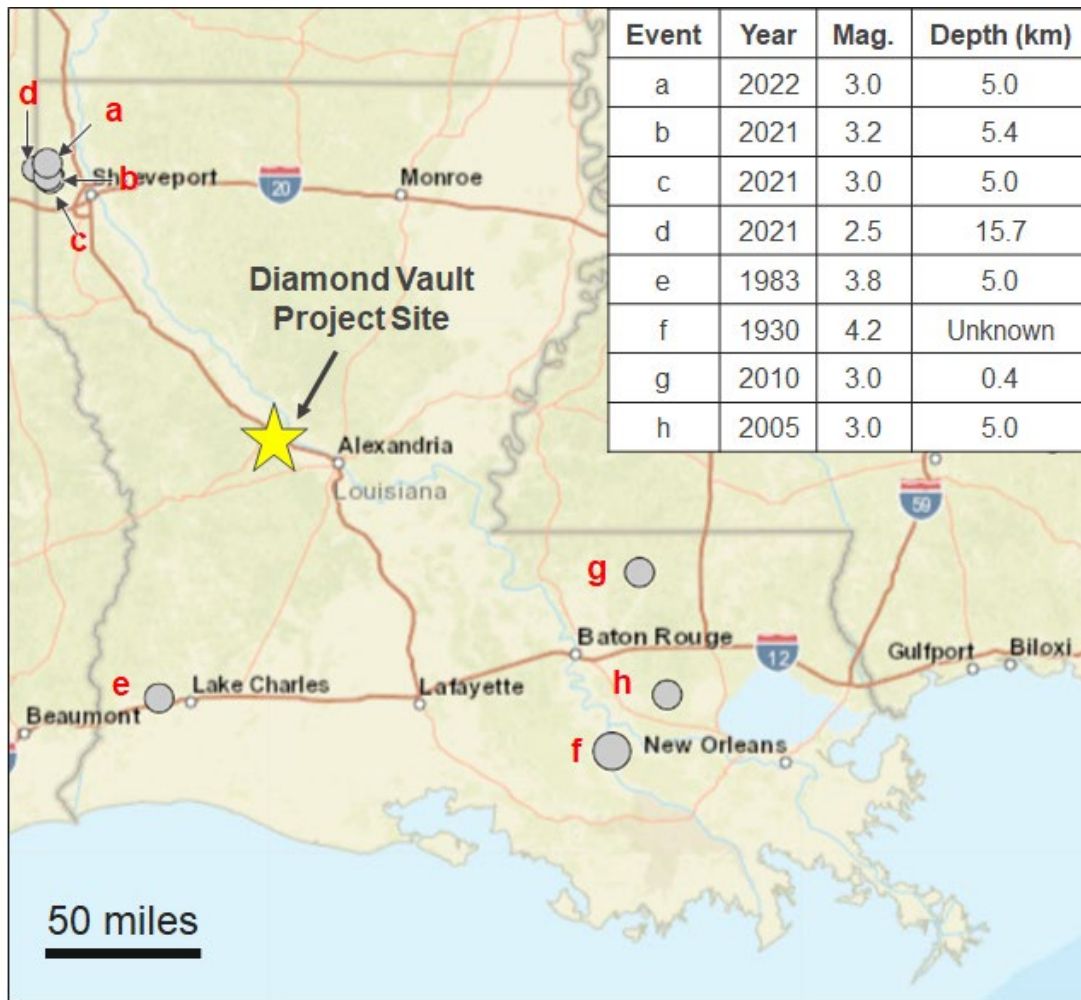 Event Year Mag. Depth (km)
a 2022 3.0 5.0
b 2021 3.2 5.4
c 2021 3.0 5.0
d 2021 2.5 15.7
e 1983 3.8 5.0
f 1930 4.2 Unknown
g 2010 3.0 0.4
h 2005 3.0 5.0
d
a
b
c
Shreveport
20
Monroe
Diamond Vault
Project Site
Alexandria
Louisiana
59
g
Baton Rouge
12
Gulfport
Biloxi
e
Lake Charles
Lafayette
h
Beaumont
f
New Orleans
50 miles